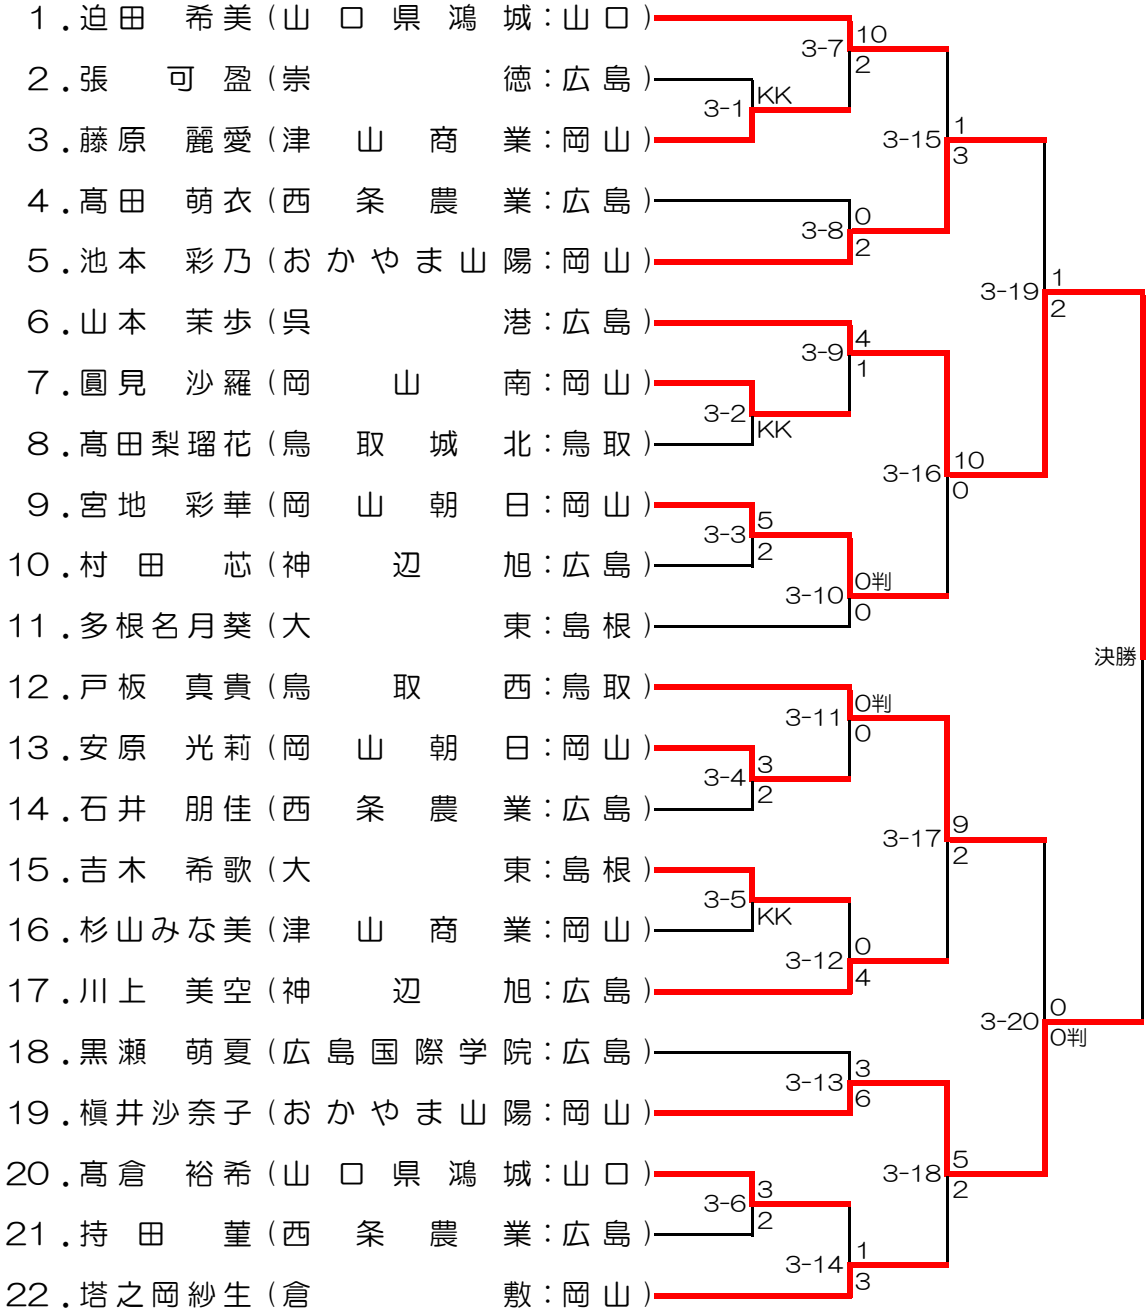 1．迫田　希美（山口県鴻城：山口）
3-7
10
2
2．張　可盈（崇徳：広島）
3-1
KK
3．藤原　麗愛（津山商業：岡山）
3-15
1
3
4．髙田　萌衣（西条農業：広島）
3-8
0
2
5．池本　彩乃（おかやま山陽：岡山）
3-19
1
2
6．山本　茉歩（呉港：広島）
3-9
4
1
7．圓見　沙羅（岡山南：岡山）
3-2
KK
8．髙田梨瑠花（鳥取城北：鳥取）
3-16
10
0
9．宮地　彩華（岡山朝日：岡山）
3-3
5
2
10．村田　芯（神辺旭：広島）
3-10
0判
0
11．多根名月葵（大東：島根）
決勝
12．戸板　真貴（鳥取西：鳥取）
3-11
0判
0
13．安原　光莉（岡山朝日：岡山）
3-4
3
2
14．石井　朋佳（西条農業：広島）
3-17
9
2
15．吉木　希歌（大東：島根）
3-5
KK
16．杉山みな美（津山商業：岡山）
3-12
0
4
17．川上　美空（神辺旭：広島）
3-20
0
0判
18．黒瀬　萌夏（広島国際学院：広島）
3-13
3
6
19．槇井沙奈子（おかやま山陽：岡山）
20．髙倉　裕希（山口県鴻城：山口）
3-18
5
2
3-6
3
2
21．持田　菫（西条農業：広島）
3-14
1
3
22．塔之岡紗生（倉敷：岡山）